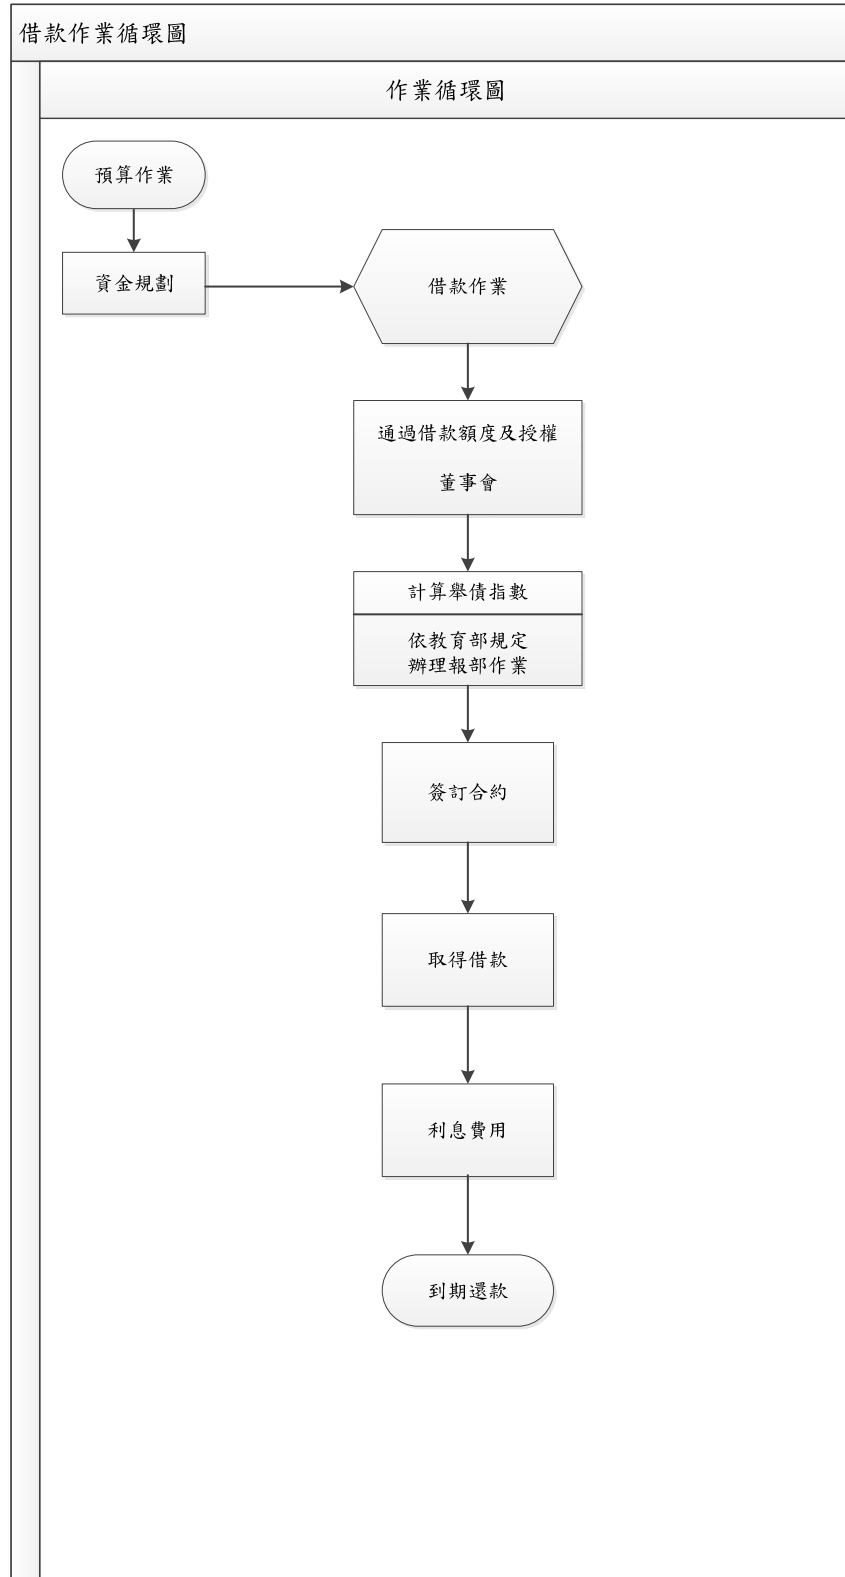 借款作業循環圖
作業循環圖
預算作業
資金規劃
借款作業
通過借款額度及授權
董事會
計算舉債指數
依教育部規定
辦理報部作業
簽訂合約
取得借款
利息費用
到期還款